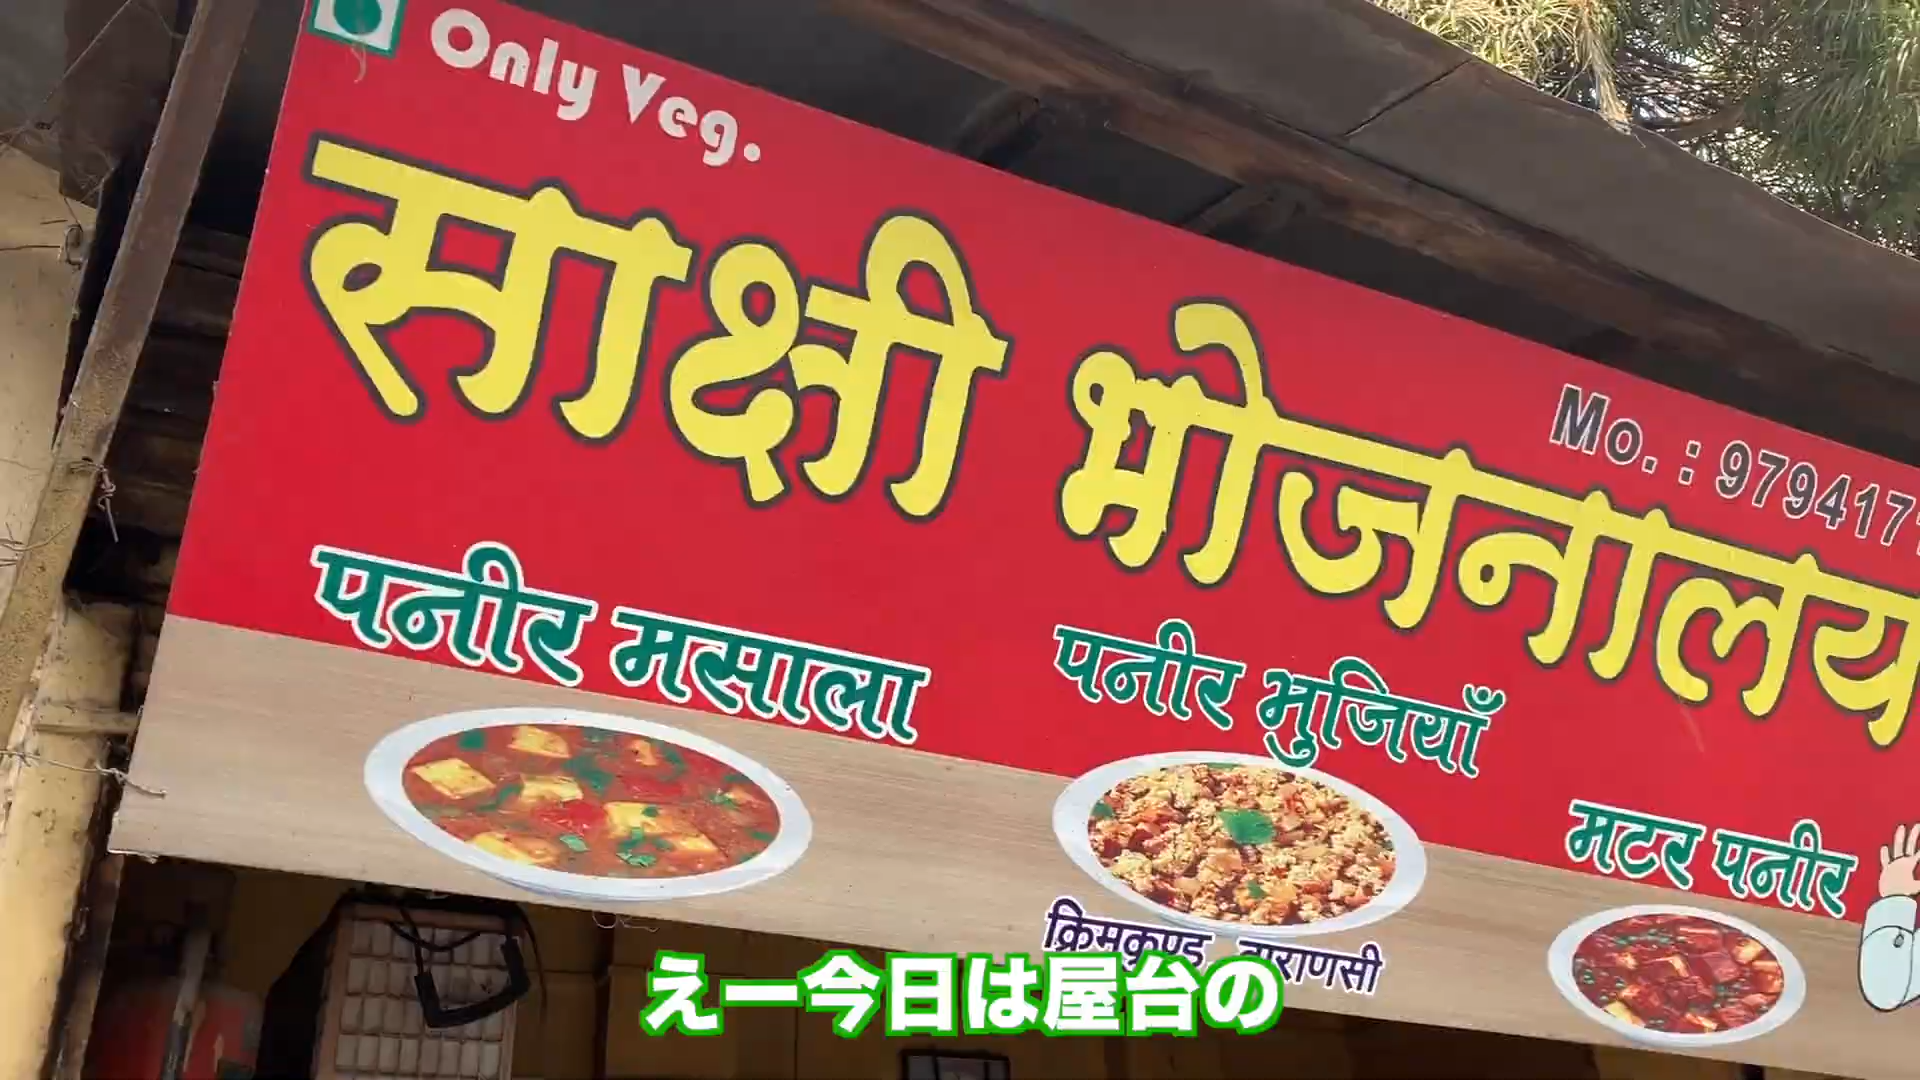 Only Veg.
साक्षी भोजनालय
Mo. : 979417
पनीर मसाला
पनीर भुजियाँ
मटर पनीर
क्रिमकुण्ड वाराणसी
えー今日は屋台の